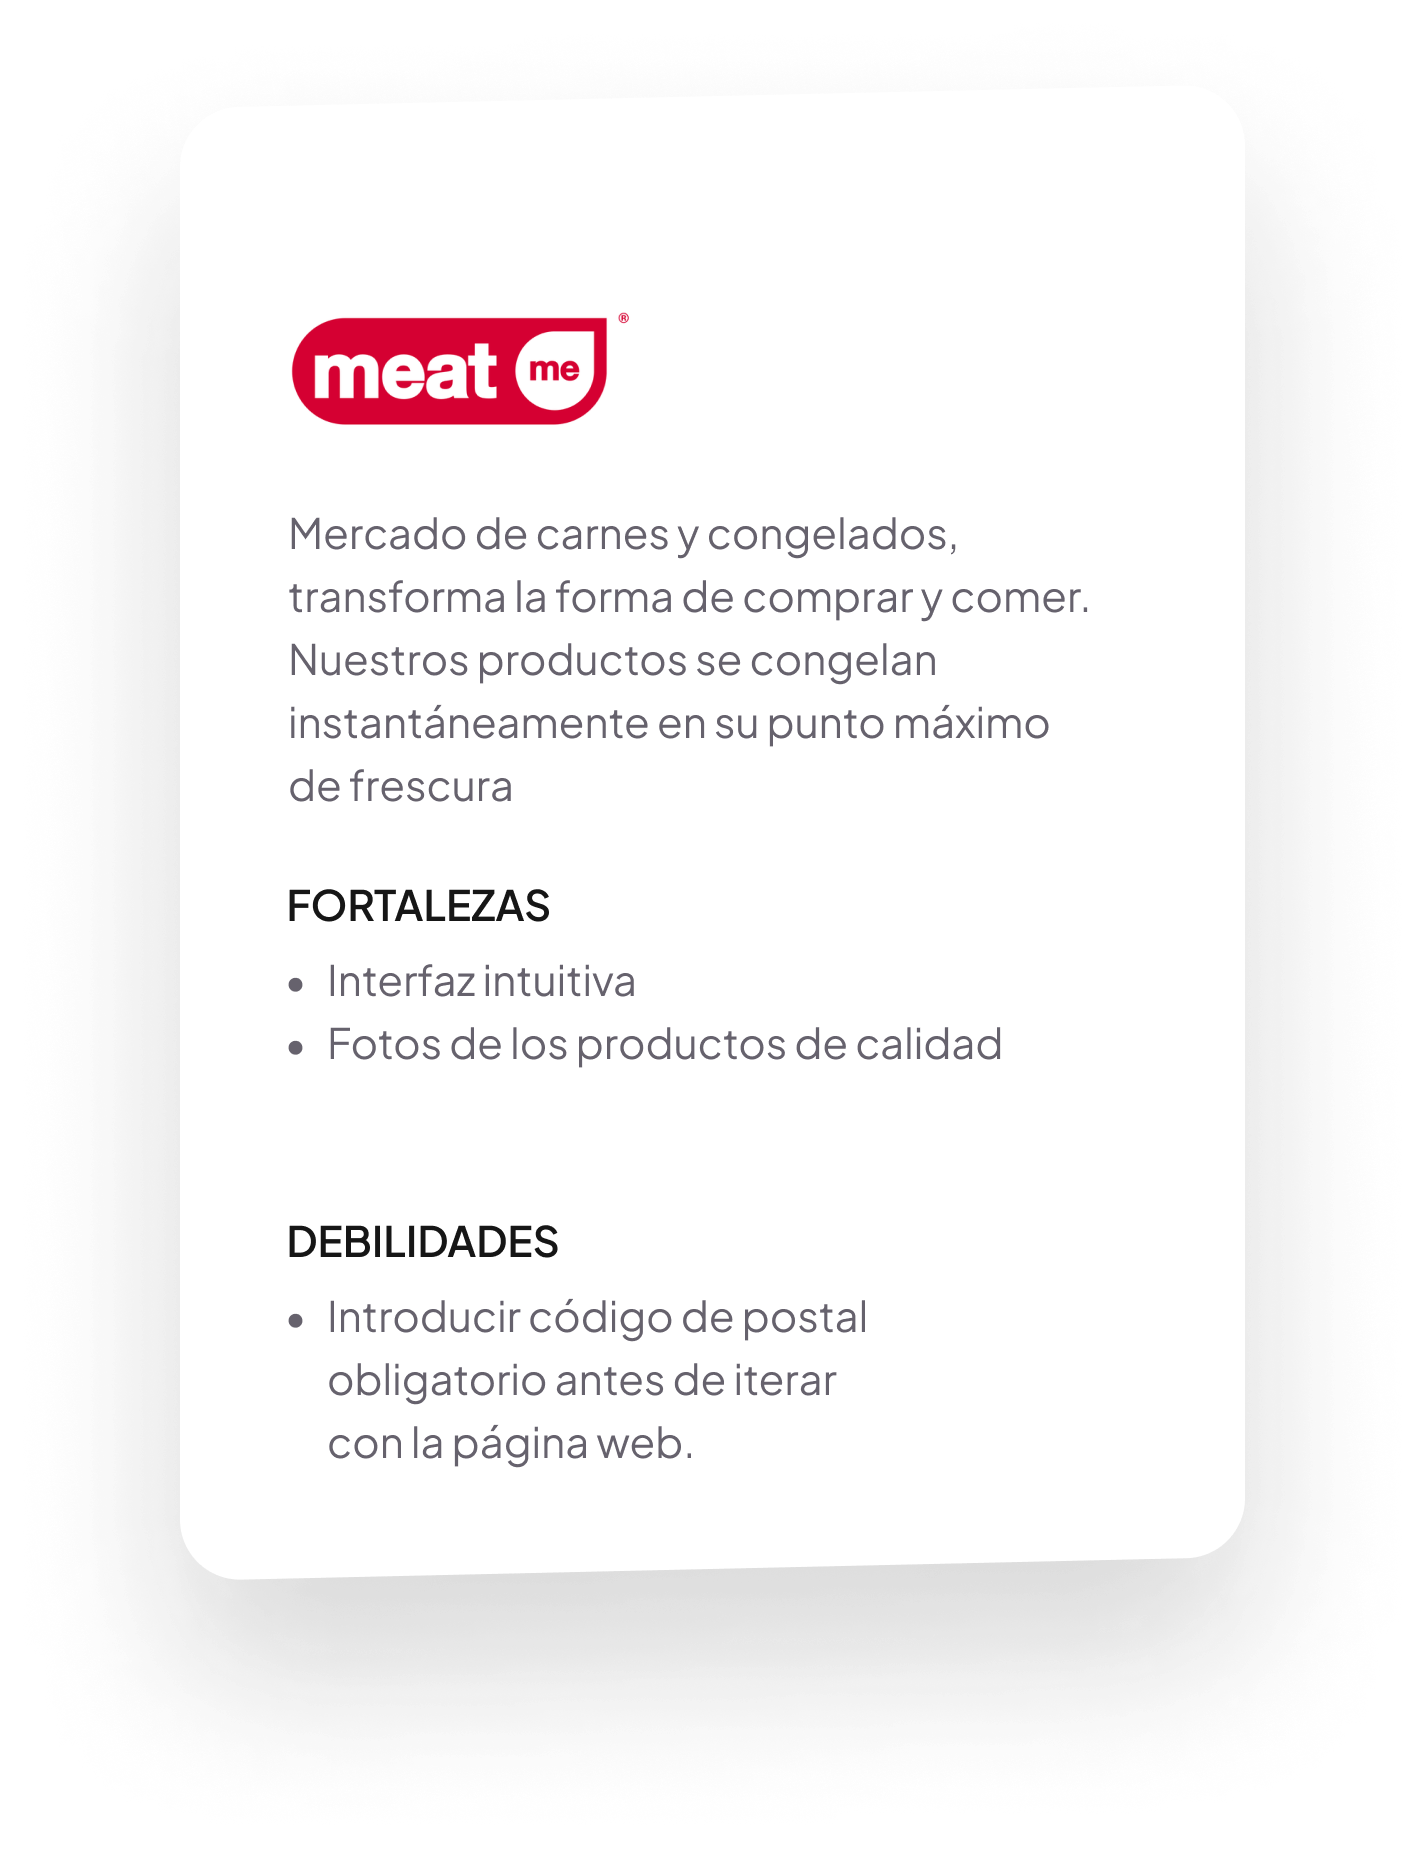 meat me ®
Mercado de carnes y congelados,
transforma la forma de comprar y comer.
Nuestros productos se congelan
instantáneamente en su punto máximo
de frescura
FORTALEZAS
• Interfaz intuitiva
• Fotos de los productos de calidad
DEBILIDADES
• Introducir código de postal
obligatorio antes de iterar
con la página web.